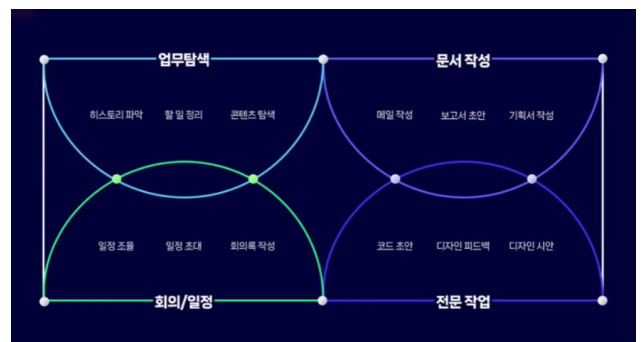 업무탐색
문서 작성
히스토리 파악 할 일 정리 콘텐츠 탐색
메일 작성 보고서 초안 기획서 작성
일정 조율 일정 초대 회의록 작성
코드 초안 디자인 피드백 디자인 시안
회의/일정
전문 작업